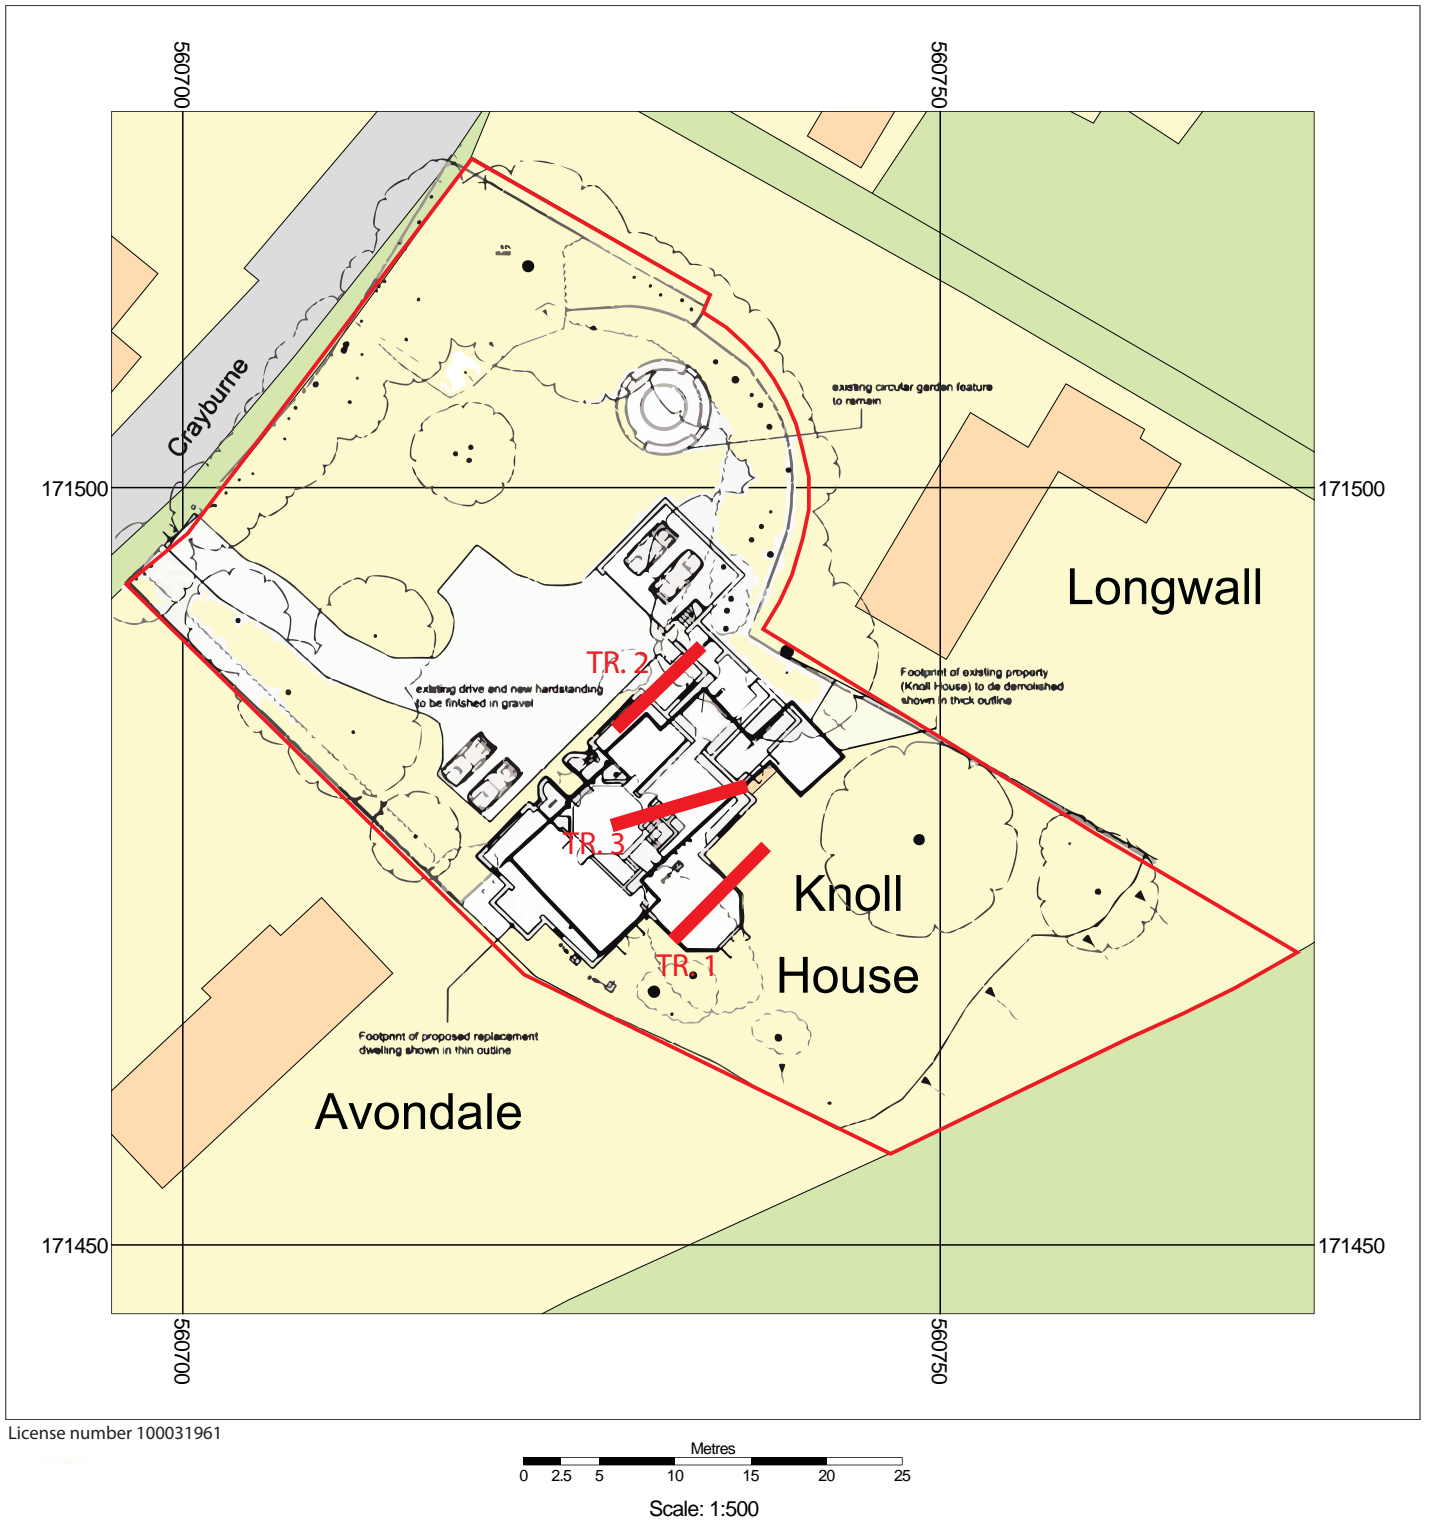 560700
560750
Crayburne
existing circular garden feature
to remain
171500
171500
Longwall
TR. 2
Footprint of existing property
(Knoll House) to de demolished
shown in thick outline
existing drive and new hardstanding
to be finished in gravel
TR. 3
Knoll
House
TR. 1
Footprint of proposed replacement
dwelling shown in thin outline
Avondale
171450
171450
560700
560750
License number 100031961
Metres
0 2.5 5 10 15 20 25
Scale: 1:500